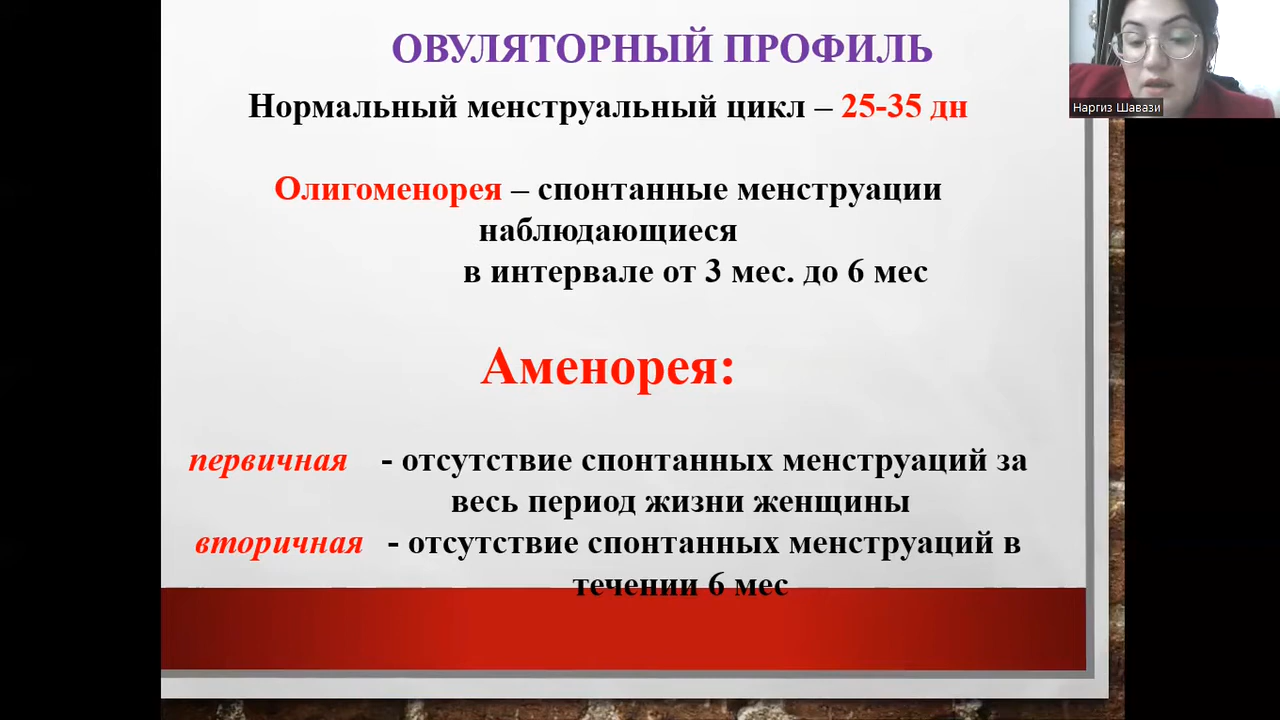 ОВУЛЯТОРНЫЙ ПРОФИЛЬ
Нормальный менструальный цикл – 25-35 дн
Олигоменорея – спонтанные менструации
наблюдающиеся
в интервале от 3 мес. до 6 мес
Аменорея:
первичная - отсутствие спонтанных менструаций за
весь период жизни женщины
вторичная - отсутствие спонтанных менструаций в
течении 6 мес
Наргиз Шавази